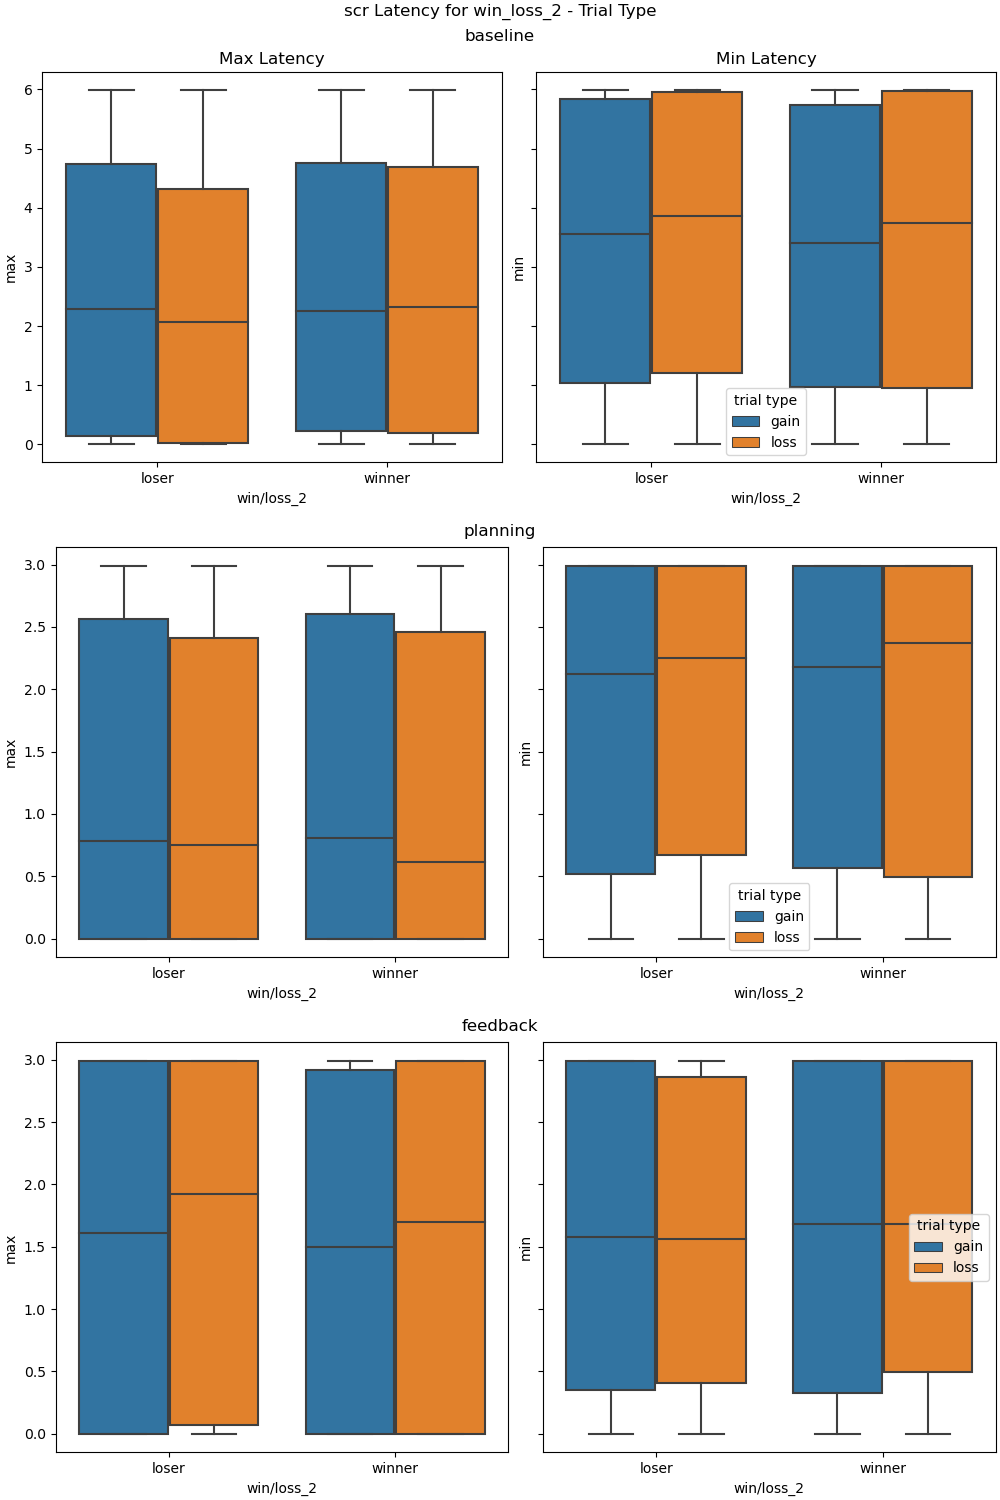 scr Latency for win_loss_2 - Trial Type
baseline
Max Latency
Min Latency
max
6
5
4
3
2
1
0
loser
winner
win/loss_2
min
trial type
gain
loss
loser
winner
win/loss_2
planning
max
3.0
2.5
2.0
1.5
1.0
0.5
0.0
loser
winner
win/loss_2
min
trial type
gain
loss
loser
winner
win/loss_2
feedback
max
3.0
2.5
2.0
1.5
1.0
0.5
0.0
loser
winner
win/loss_2
min
trial type
gain
loss
loser
winner
win/loss_2